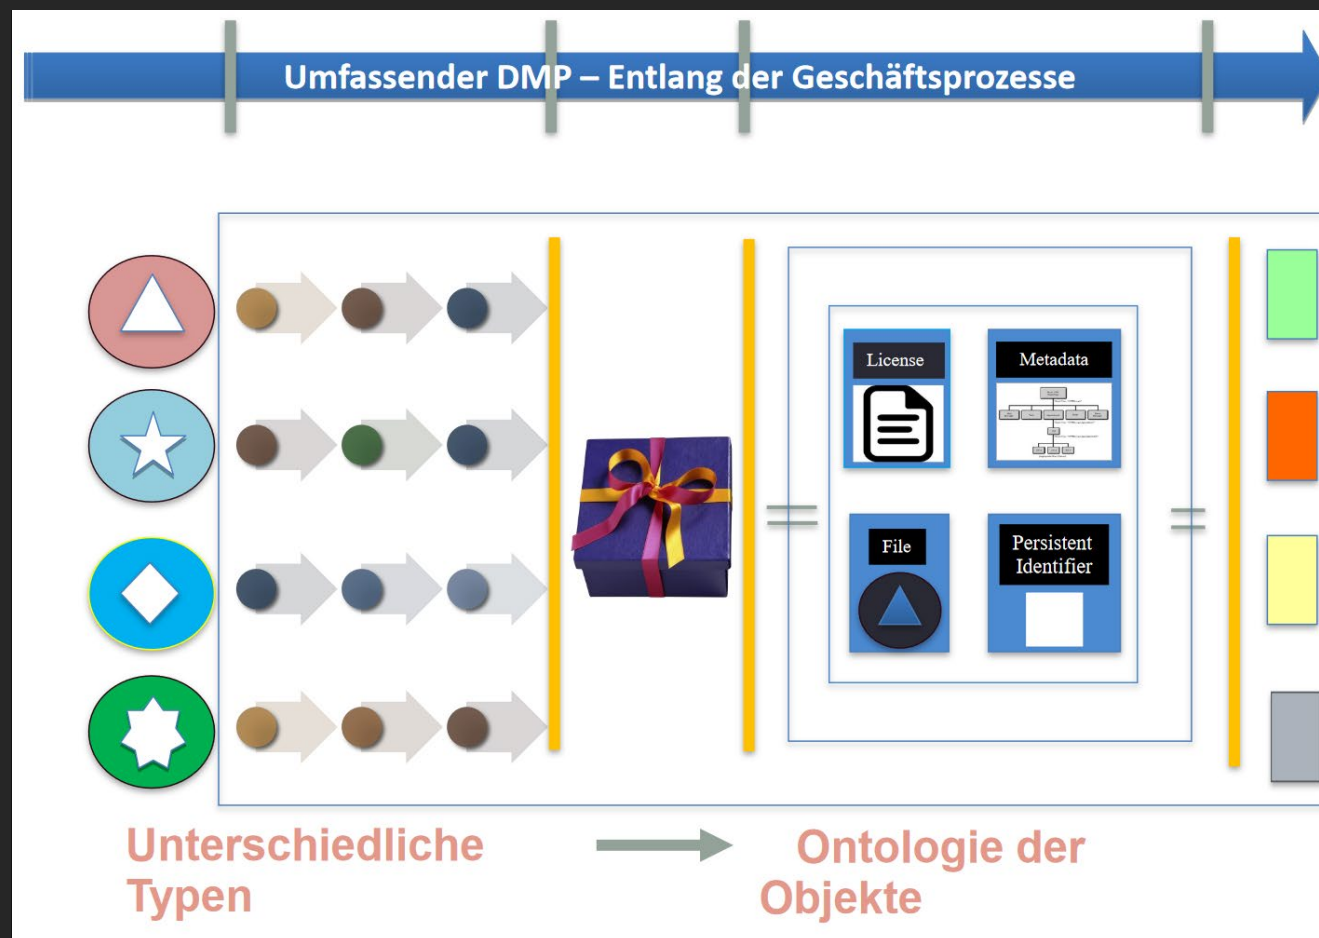 Umfassender DMP – Entlang der Geschäftsprozesse
License
Metadata
File
Persistent
Identifier
Unterschiedliche
Typen
Ontologie der
Objekte